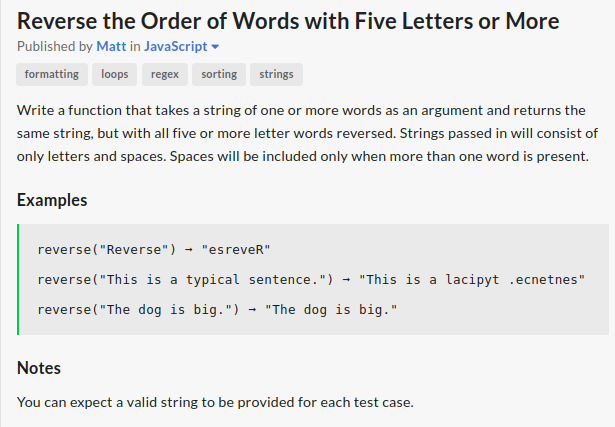 Reverse the Order of Words with Five Letters or More
Published by Matt in JavaScript
formatting loops regex sorting strings
Write a function that takes a string of one or more words as an argument and returns the
same string, but with all five or more letter words reversed. Strings passed in will consist of
only letters and spaces. Spaces will be included only when more than one word is present.
Examples
reverse("Reverse") → "esreveR"
reverse("This is a typical sentence.") → "This is a lacipyt .ecnetnes"
reverse("The dog is big.") → "The dog is big."
Notes
You can expect a valid string to be provided for each test case.